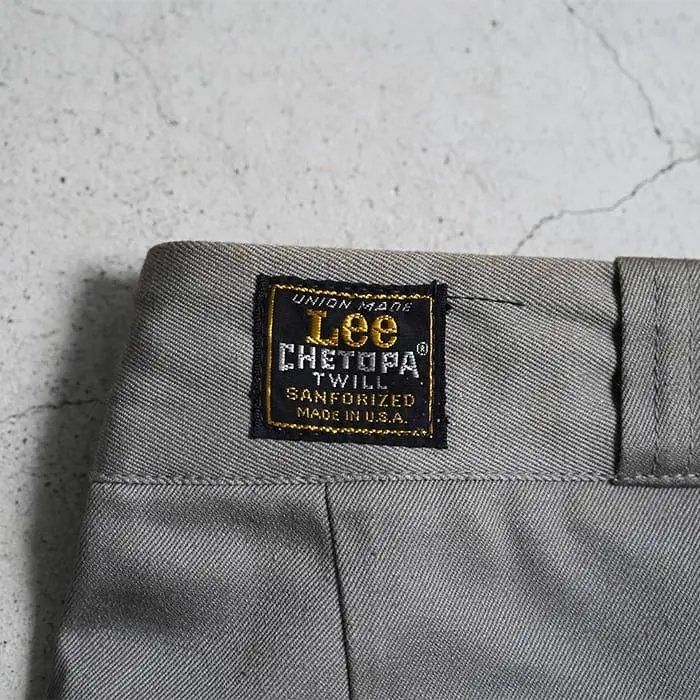 UNION MADE
Lee
CHETOPA®
TWILL
SANFORIZED
MADE IN U.S.A.